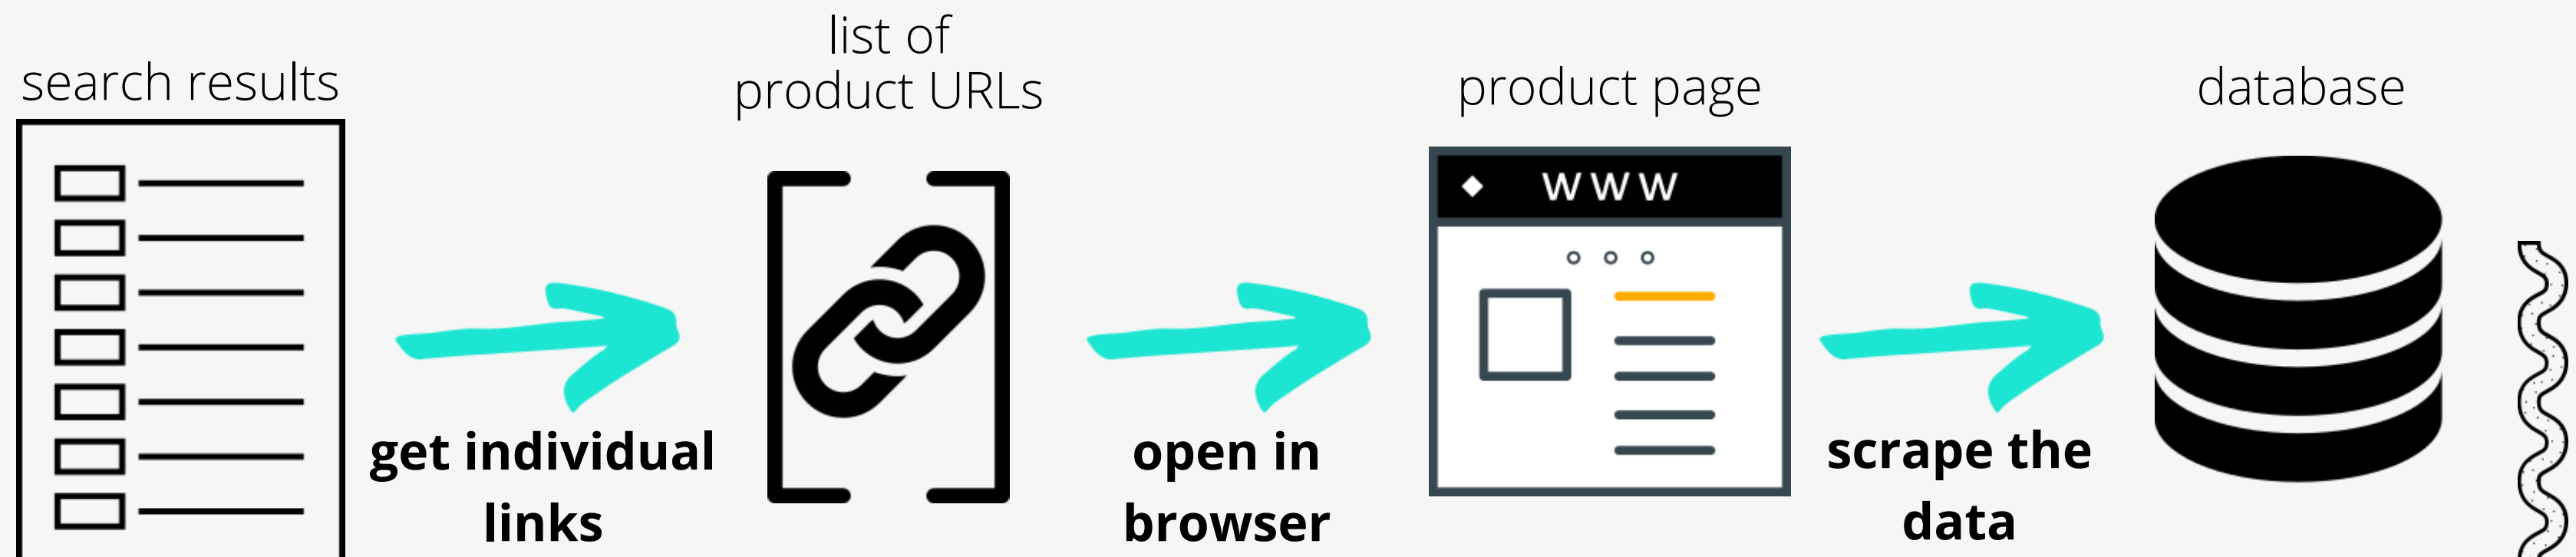 search results
get individual
links
list of
product URLs
open in
browser
product page
WWW
scrape the
data
database